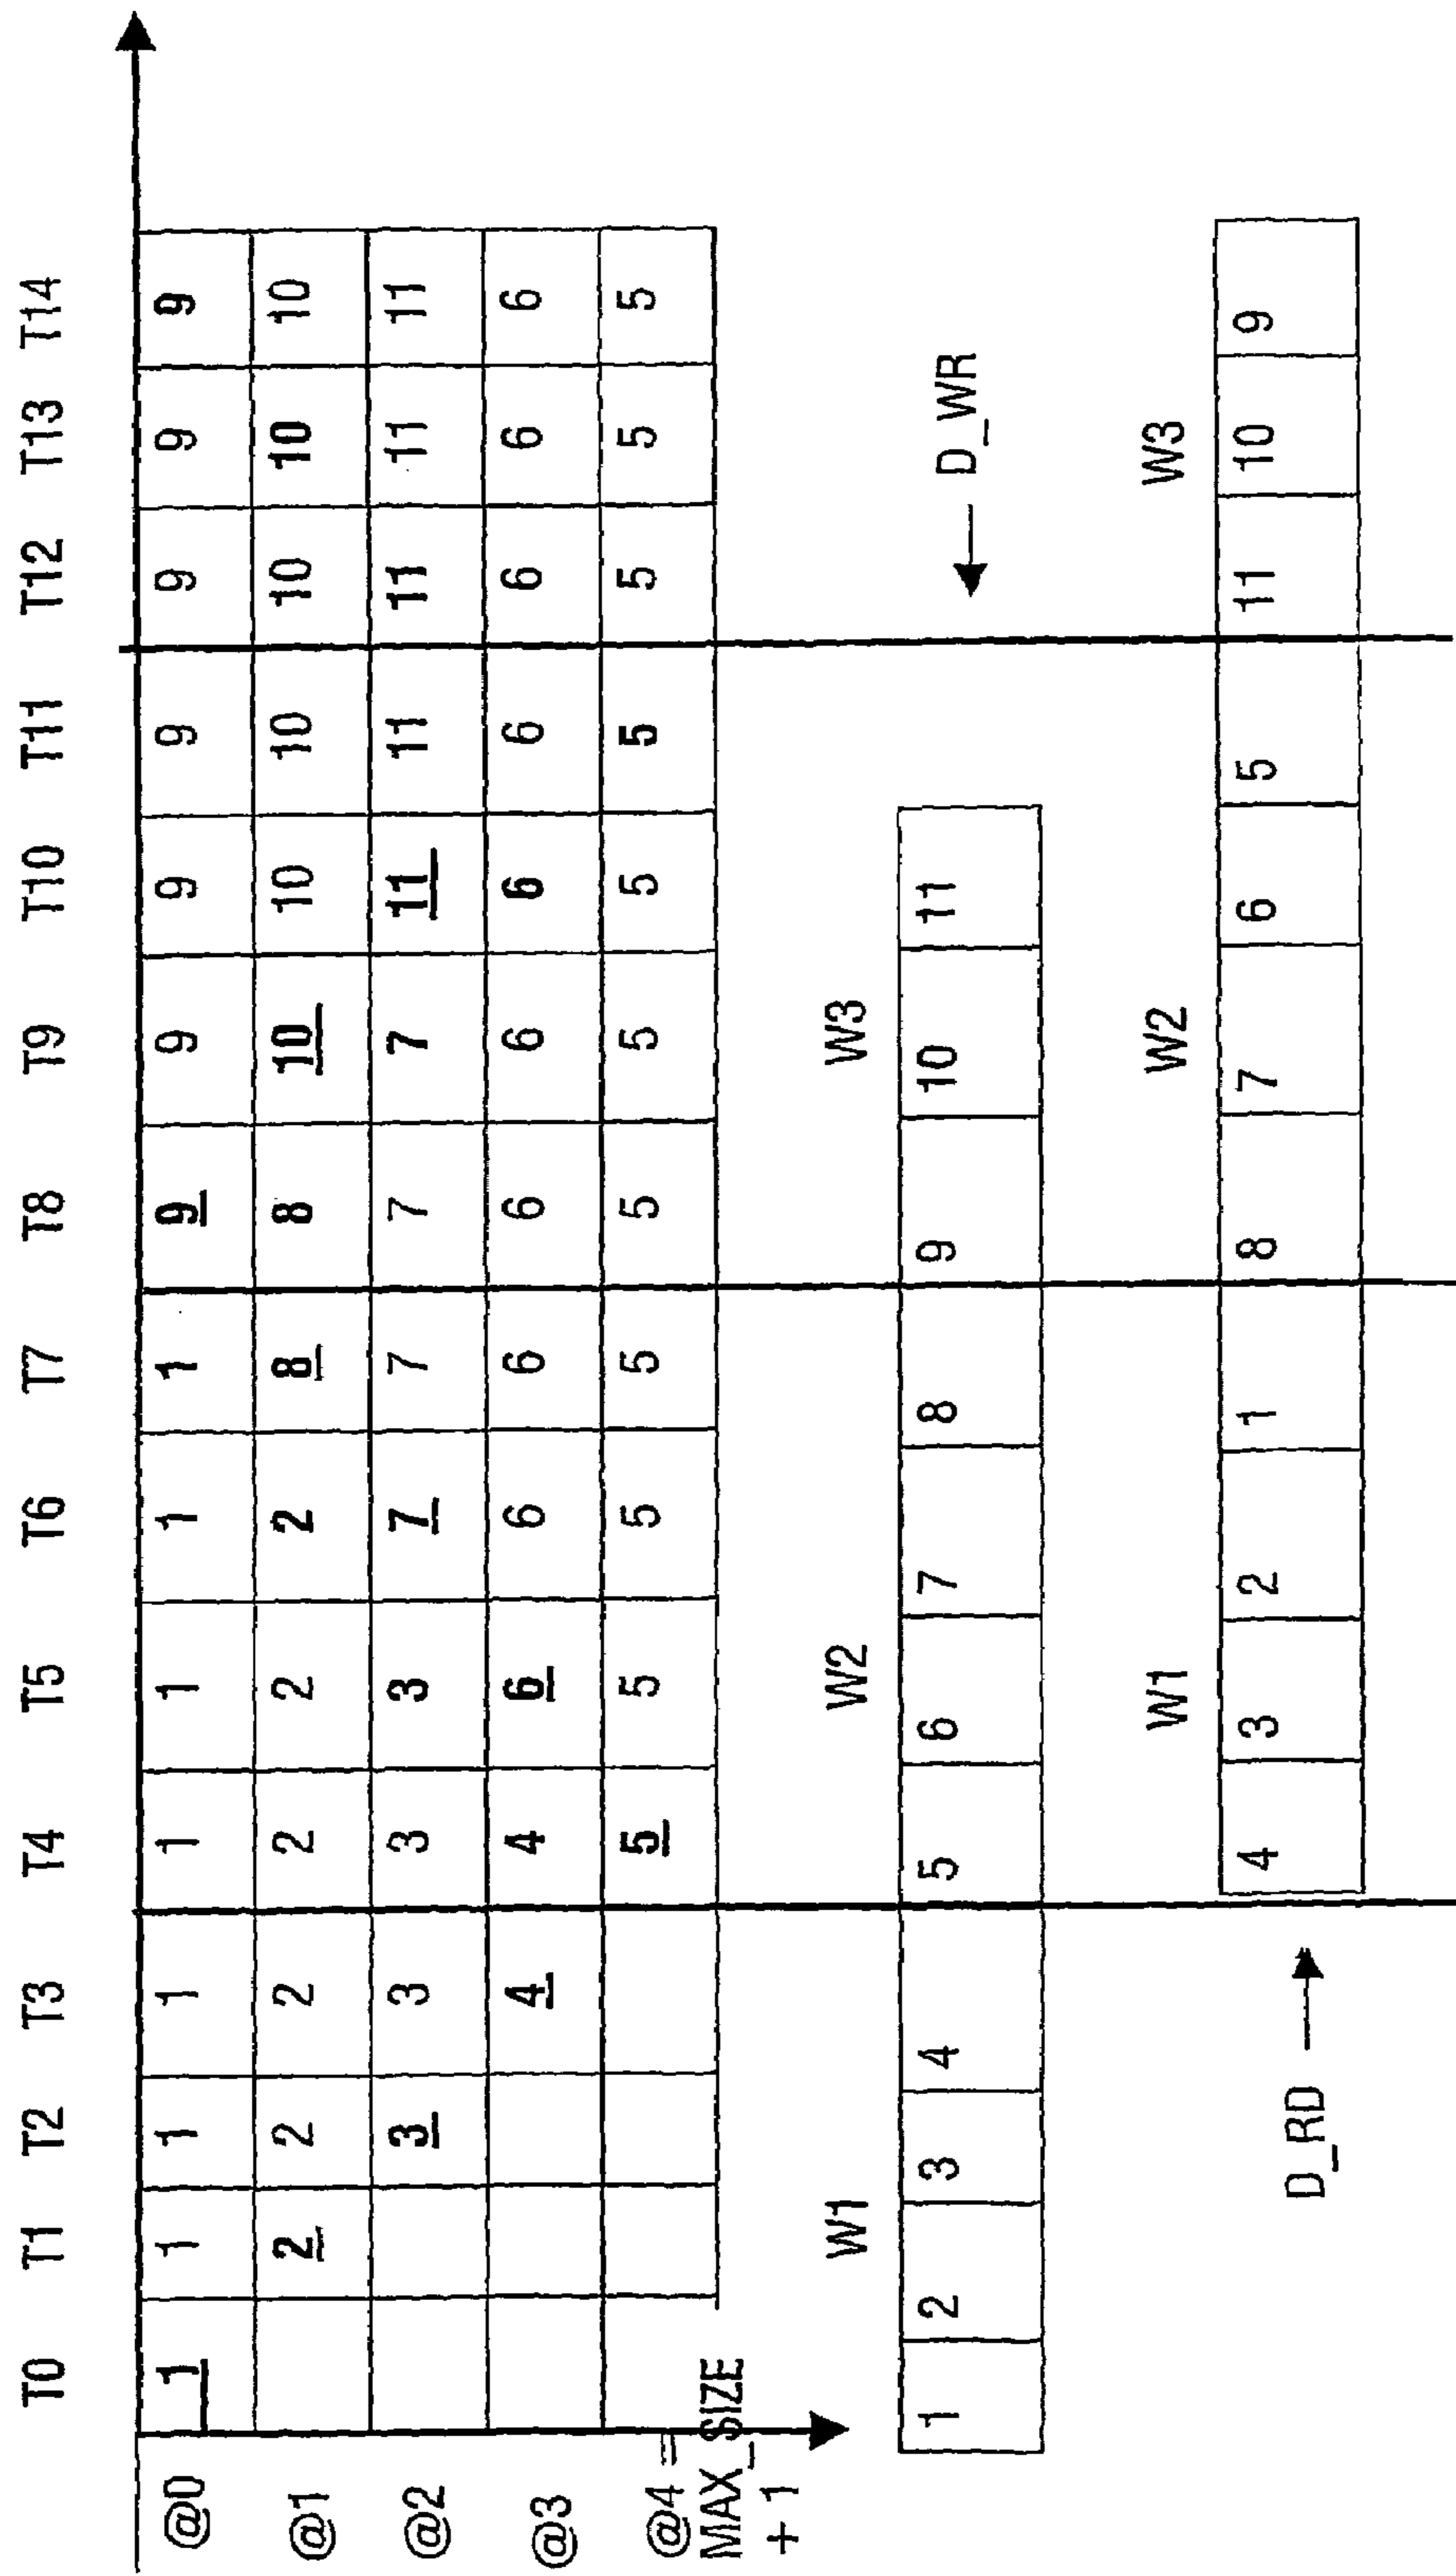 T0 T1 T2 T3 T4 T5 T6 T7 T8 T9 T10 T11 T12 T13 T14
@0 1 1 1 1 1 1 1 1 9 9 9 9 9 9 9
@1 2 2 2 2 2 2 8 8 10 10 10 10 10 10
@2 3 3 3 3 7 7 7 7 11 11 11 11 11
@3 4 4 6 6 6 6 6 6 6 6 6 6
@4 = 5 5 5 5 5 5 5 5 5 5 5
MAX_SIZE
+ 1
W1 W2 W3
1 2 3 4 5 6 7 8 9 10 11
← D_WR
W1 W2 W3
4 3 2 1 8 7 6 5 11 10 9
D_RD →